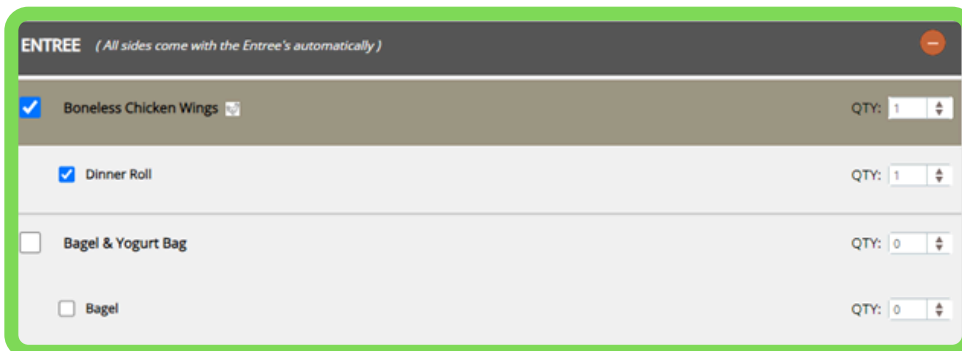 ENTREE ( All sides come with the Entree's automatically )
Boneless Chicken Wings QTY: 1
Dinner Roll QTY: 1
Bagel & Yogurt Bag QTY: 0
Bagel QTY: 0